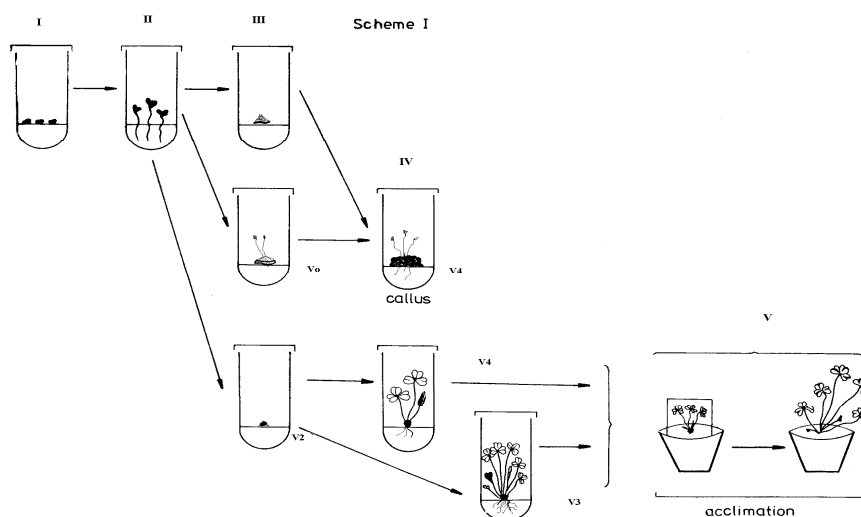 I II III Scheme I
IV
Vo V4
callus
V
V4
V2
V3
acclimation